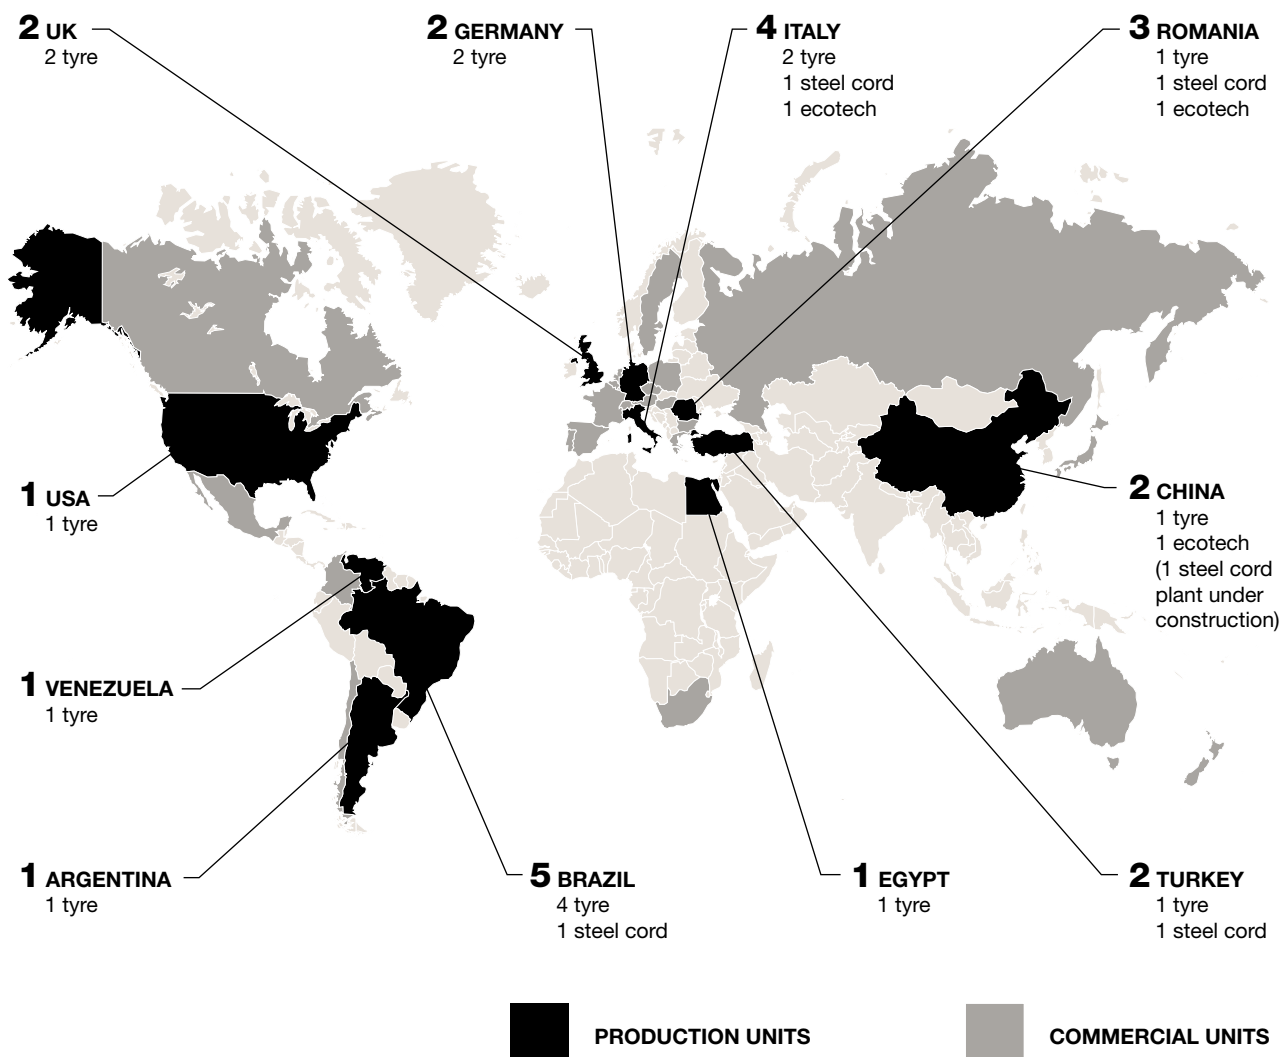 2 UK
2 tyre
2 GERMANY
2 tyre
4 ITALY
2 tyre
1 steel cord
1 ecotech
3 ROMANIA
1 tyre
1 steel cord
1 ecotech
1 USA
1 tyre
2 CHINA
1 tyre
1 ecotech
(1 steel cord
plant under
construction)
1 VENEZUELA
1 tyre
1 ARGENTINA
1 tyre
5 BRAZIL
4 tyre
1 steel cord
1 EGYPT
1 tyre
2 TURKEY
1 tyre
1 steel cord
PRODUCTION UNITS
COMMERCIAL UNITS